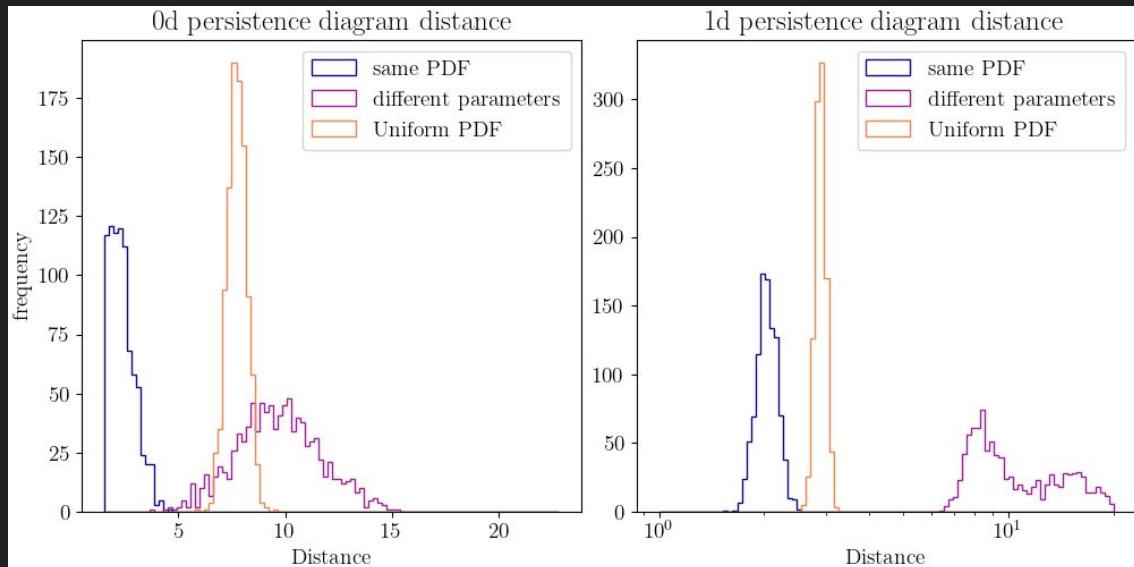 0d persistence diagram distance
same PDF
different parameters
Uniform PDF
175
150
125
100
75
50
25
0
frequency
5
10
15
20
Distance
1d persistence diagram distance
same PDF
different parameters
Uniform PDF
300
250
200
150
100
50
0
10⁰
10¹
Distance